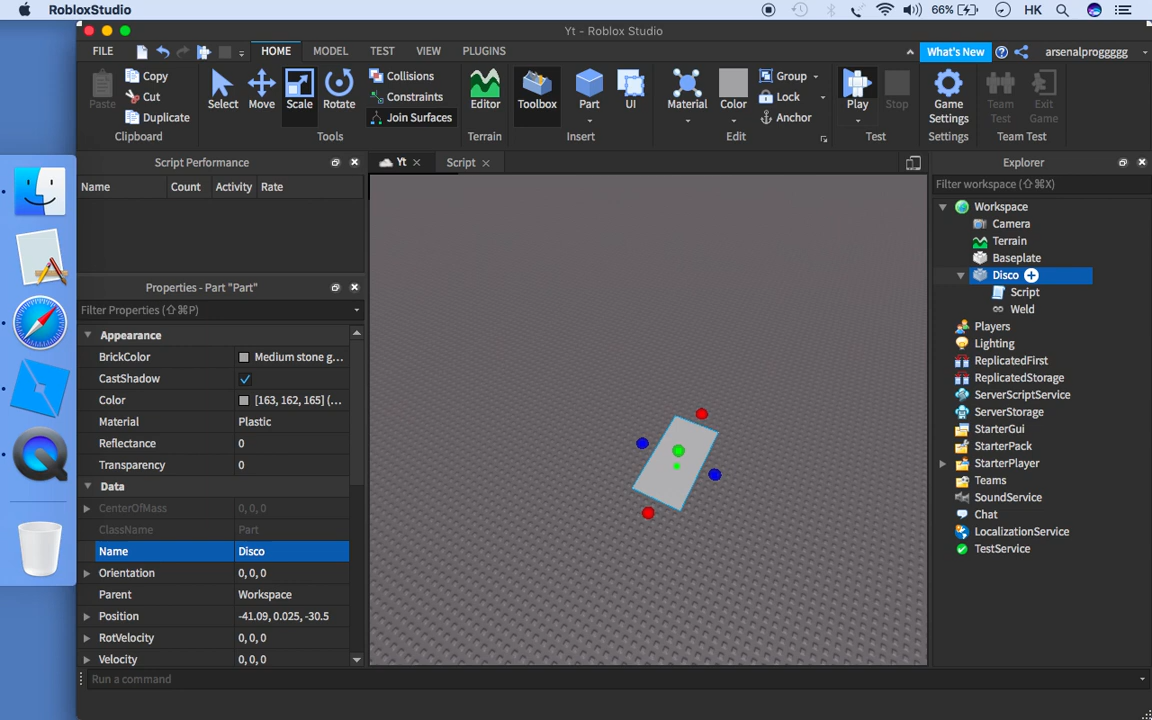 RobloxStudio
66%
HK
Yt - Roblox Studio
FILE
HOME
MODEL
TEST
VIEW
PLUGINS
What's New
arsenalproggggg
Paste
Copy
Cut
Duplicate
Clipboard
Select
Move
Scale
Rotate
Collisions
Constraints
Join Surfaces
Tools
Editor
Terrain
Toolbox
Part
UI
Insert
Material
Color
Group
Lock
Anchor
Edit
Play
Stop
Test
Game
Settings
Settings
Team
Test
Exit
Game
Team Test
Script Performance
Name Count Activity Rate
Properties - Part "Part"
Filter Properties (⇧⌘P)
Appearance
BrickColor Medium stone g...
CastShadow
Color [163, 162, 165] (...
Material Plastic
Reflectance 0
Transparency 0
Data
CenterOfMass 0, 0, 0
ClassName Part
Name Disco
Orientation 0, 0, 0
Parent Workspace
Position -41.09, 0.025, -30.5
RotVelocity 0, 0, 0
Velocity 0, 0, 0
Yt
Script
Explorer
Filter workspace (⇧⌘X)
Workspace
Camera
Terrain
Baseplate
Disco
Script
Weld
Players
Lighting
ReplicatedFirst
ReplicatedStorage
ServerScriptService
ServerStorage
StarterGui
StarterPack
StarterPlayer
Teams
SoundService
Chat
LocalizationService
TestService
Run a command